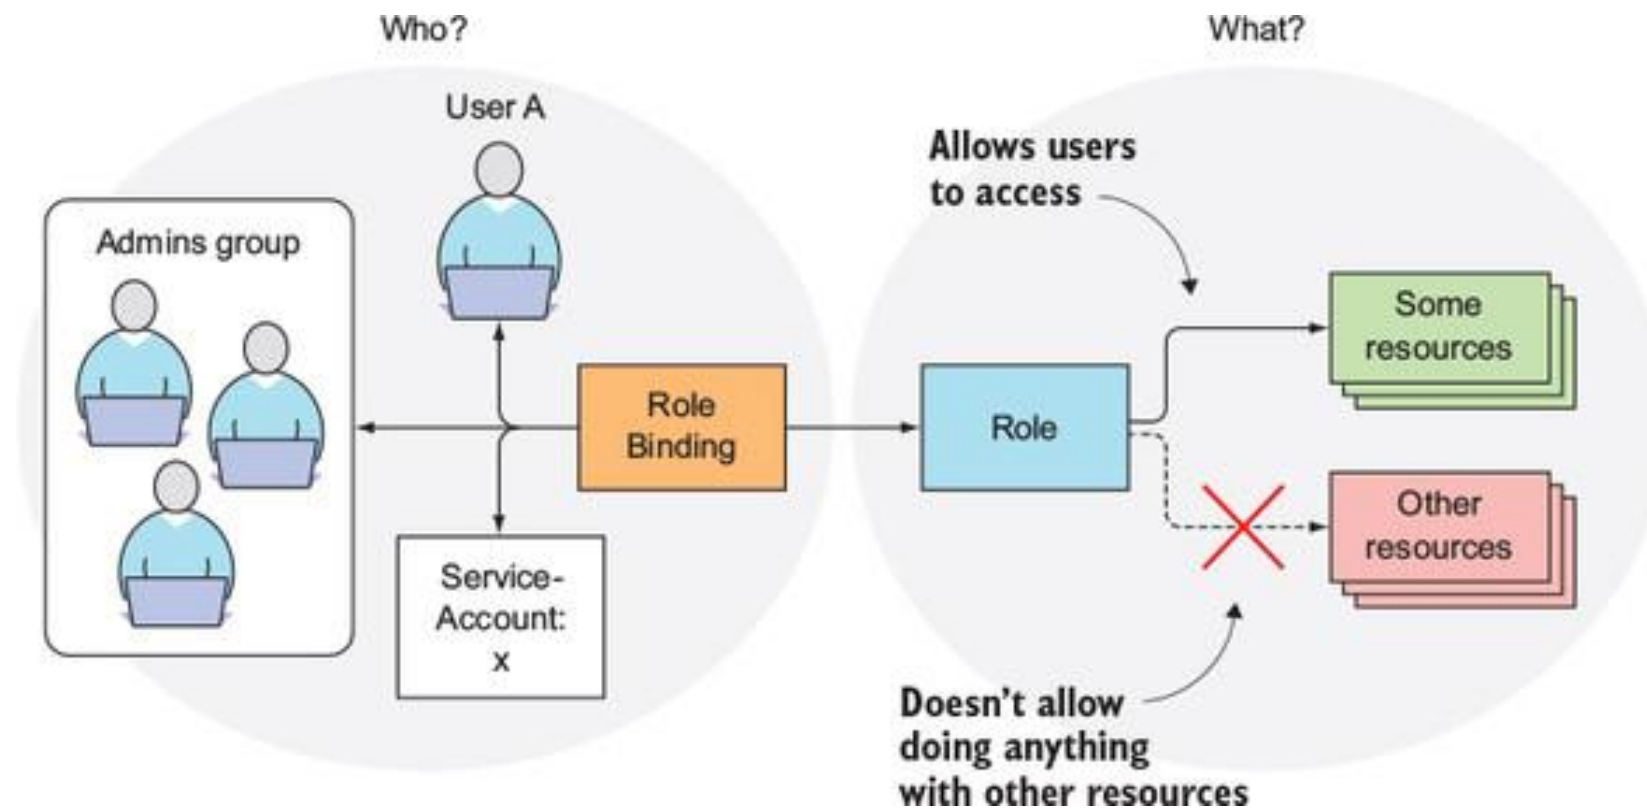 Who?
What?
User A
Allows users
to access
Admins group
Some
resources
Role
Binding
Role
Other
resources
Service-
Account:
x
Doesn't allow
doing anything
with other resources